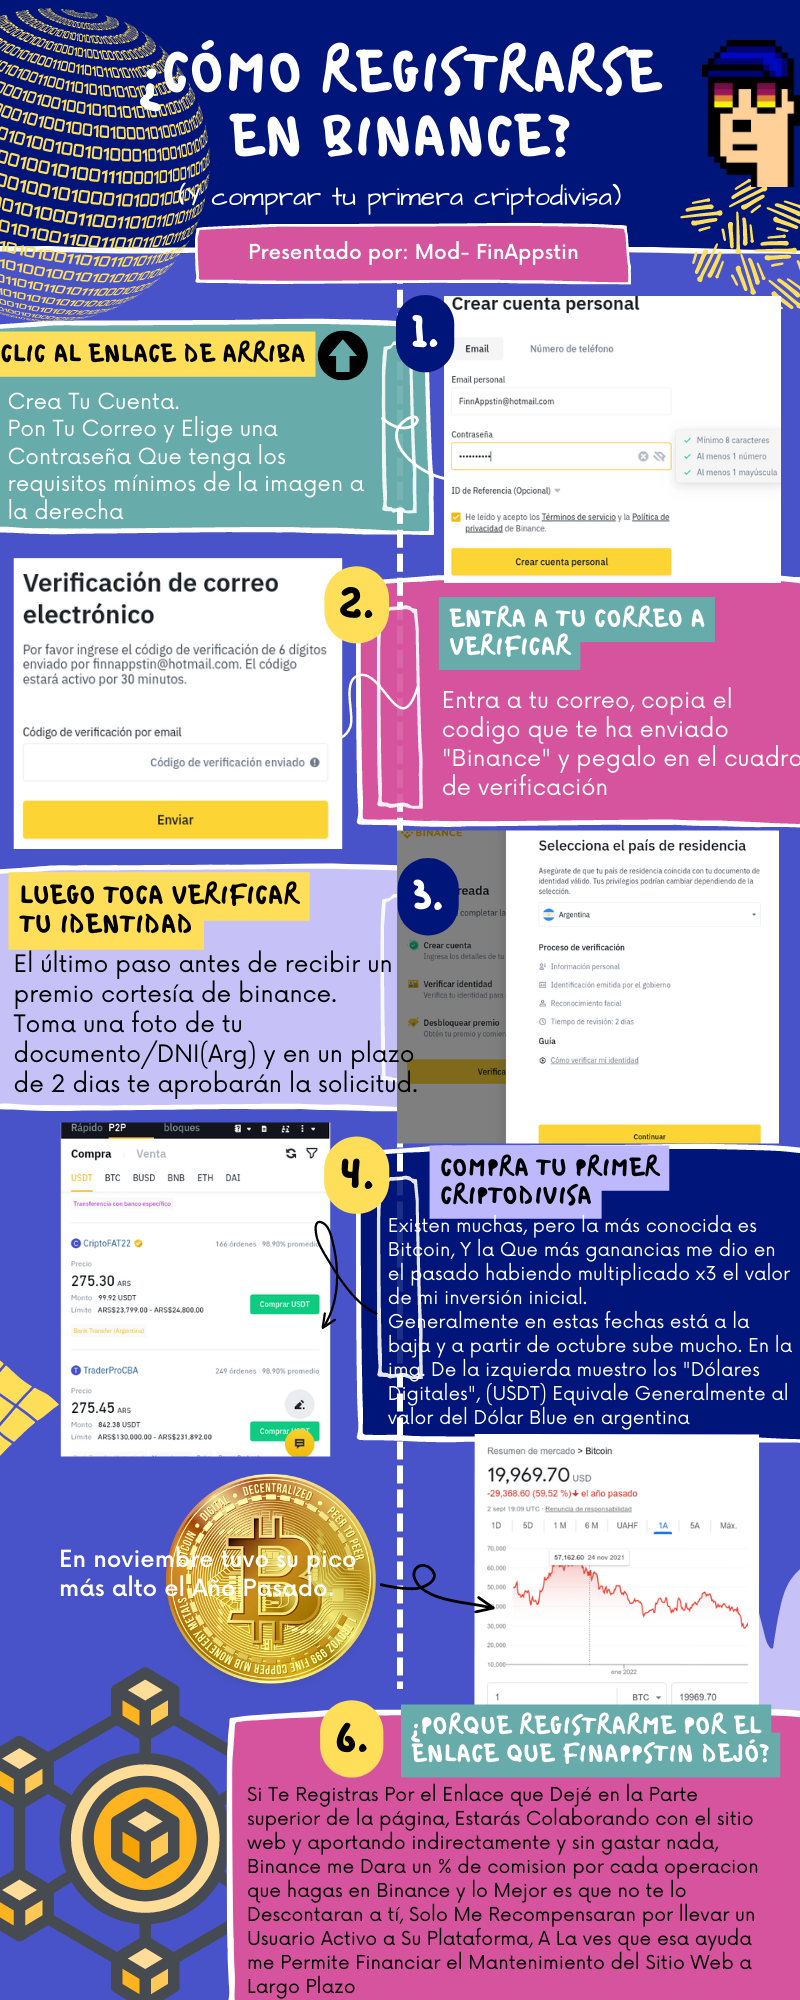 ¿CÓMO REGISTRARSE
EN BINANCE?
(y comprar tu primera criptodivisa)
Presentado por: Mod- FinAppstin
CLIC AL ENLACE DE ARRIBA
Crea Tu Cuenta.
Pon Tu Correo y Elige una
Contraseña Que tenga los
requisitos mínimos de la imagen a
la derecha
1.
Crear cuenta personal
Email Número de teléfono
Email personal
FinnAppstin@hotmail.com
Contraseña
Mínimo 8 caracteres
Al menos 1 número
Al menos 1 mayúscula
ID de Referencia (Opcional)
He leído y acepto los Términos de servicio y la Política de
privacidad de Binance.
Crear cuenta personal
Verificación de correo
electrónico
Por favor ingrese el código de verificación de 6 dígitos
enviado por finnappstin@hotmail.com. El código
estará activo por 30 minutos.
Código de verificación por email
Código de verificación enviado
Enviar
2.
ENTRA A TU CORREO A
VERIFICAR
Entra a tu correo, copia el
codigo que te ha enviado
"Binance" y pegalo en el cuadro
de verificación
LUEGO TOCA VERIFICAR
TU IDENTIDAD
El último paso antes de recibir un
premio cortesía de binance.
Toma una foto de tu
documento/DNI(Arg) y en un plazo
de 2 dias te aprobarán la solicitud.
3.
BINANCE
reada
completar la
Crear cuenta
Ingresa los detalles de tu
Verificar identidad
Verifica tu identidad para
Desbloquear premio
Obtén tu premio y comien
Verifica
Selecciona el país de residencia
Asegúrate de que tu país de residencia coincida con tu documento de
identidad válido. Tus privilegios podrían cambiar dependiendo de la
selección.
Argentina
Proceso de verificación
Información personal
Identificación emitida por el gobierno
Reconocimiento facial
Tiempo de revisión: 2 días
Guía
Cómo verificar mi identidad
Continuar
Rápido P2P bloques
Compra Venta
USDT BTC BUSD BNB ETH DAI
Transferencia con banco específico
C CriptoFAT22
166 órdenes 98.90% promedio
Precio
275.30 ARS
Monto 99.92 USDT
Límite ARS$23,799.00 - ARS$24,800.00
Comprar USDT
Bank Transfer (Argentina)
T TraderProCBA
249 órdenes 98.90% promedio
Precio
275.45 ARS
Monto 842.38 USDT
Límite ARS$130,000.00 - ARS$231,892.00
4.
COMPRA TU PRIMER
CRIPTODIVISA
Existen muchas, pero la más conocida es
Bitcoin, Y la Que más ganancias me dio en
el pasado habiendo multiplicado x3 el valor
de mi inversión inicial.
Generalmente en estas fechas está a la
baja y a partir de octubre sube mucho. En la
img. De la izquierda muestro los "Dólares
Digitales", (USDT) Equivale Generalmente al
valor del Dólar Blue en argentina
En noviembre tuvo su pico
más alto el Año Pasado.
DIGITAL • DECENTRALIZED • PEER TO PEER
Resumen de mercado > Bitcoin
19,969.70 USD
-29,368.60 (59.52 %) el año pasado
2 sept 19:09 UTC · Renuncia de responsabilidad
1D 5D 1 M 6 M UAHF 1A 5A Máx.
57,162.60 24 nov 2021
70,000
60,000
50,000
30,000
20,000
10,000
ene 2022
1 BTC 19969.70
6.
¿PORQUE REGISTRARME POR EL
ENLACE QUE FINAPPSTIN DEJÓ?
Si Te Registras Por el Enlace que Dejé en la Parte
superior de la página, Estarás Colaborando con el sitio
web y aportando indirectamente y sin gastar nada,
Binance me Dara un % de comision por cada operacion
que hagas en Binance y lo Mejor es que no te lo
Descontaran a tí, Solo Me Recompensaran por llevar un
Usuario Activo a Su Plataforma, A La ves que esa ayuda
me Permite Financiar el Mantenimiento del Sitio Web a
Largo Plazo